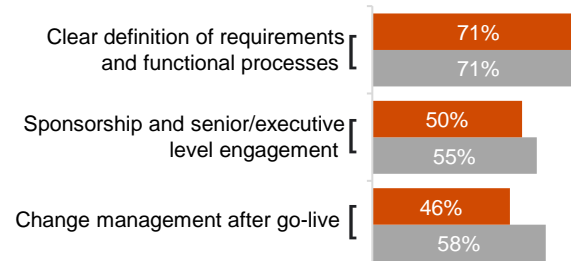 Clear definition of requirements
and functional processes
71%
71%
Sponsorship and senior/executive
level engagement
50%
55%
Change management after go-live
46%
58%